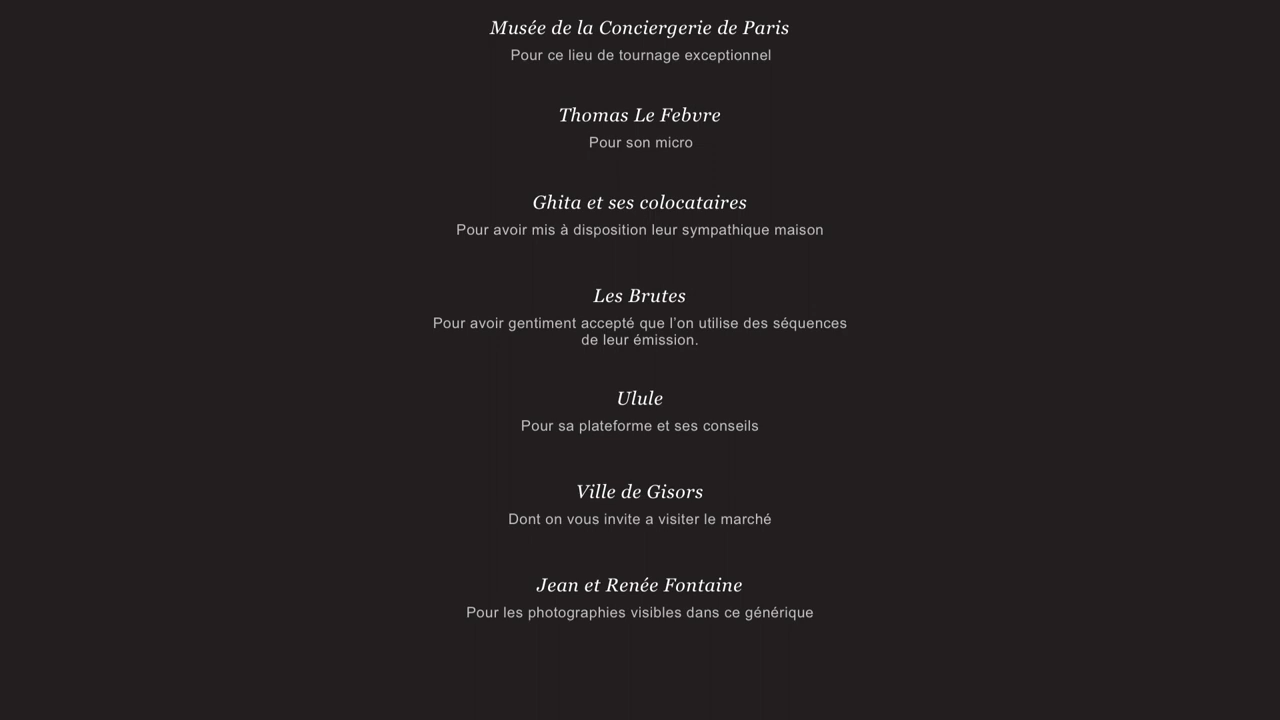 Musée de la Conciergerie de Paris
Pour ce lieu de tournage exceptionnel
Thomas Le Febvre
Pour son micro
Ghita et ses colocataires
Pour avoir mis à disposition leur sympathique maison
Les Brutes
Pour avoir gentiment accepté que l’on utilise des séquences
de leur émission.
Ulule
Pour sa plateforme et ses conseils
Ville de Gisors
Dont on vous invite a visiter le marché
Jean et Renée Fontaine
Pour les photographies visibles dans ce générique